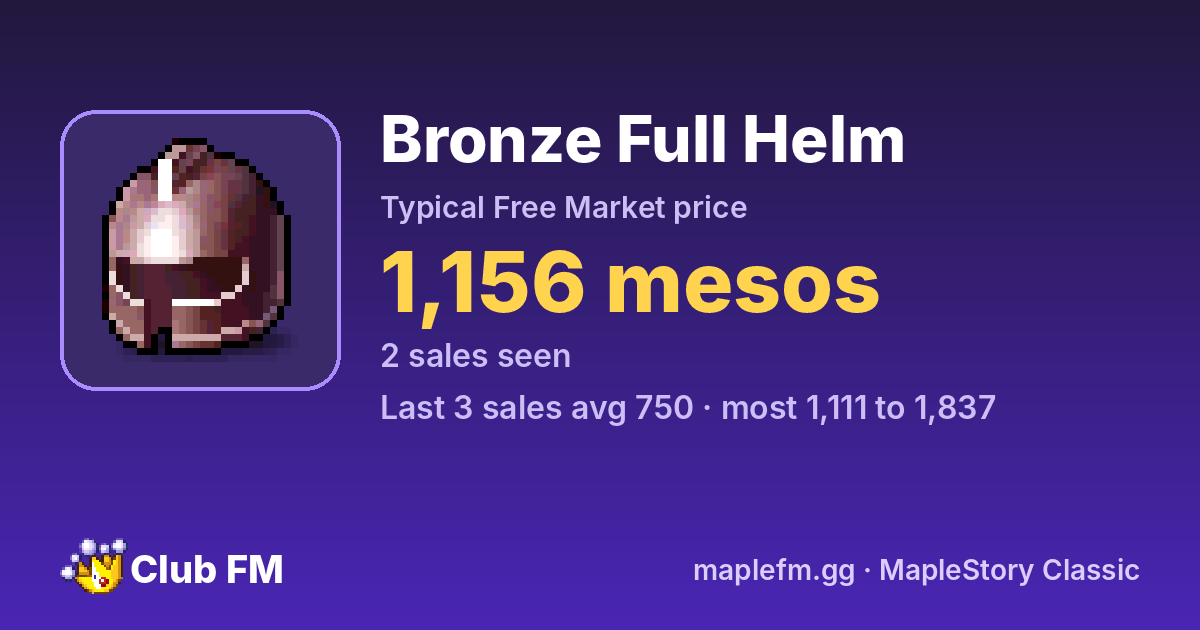 Bronze Full Helm
Typical Free Market price
1,156 mesos
2 sales seen
Last 3 sales avg 750 · most 1,111 to 1,837
Club FM
maplefm.gg · MapleStory Classic